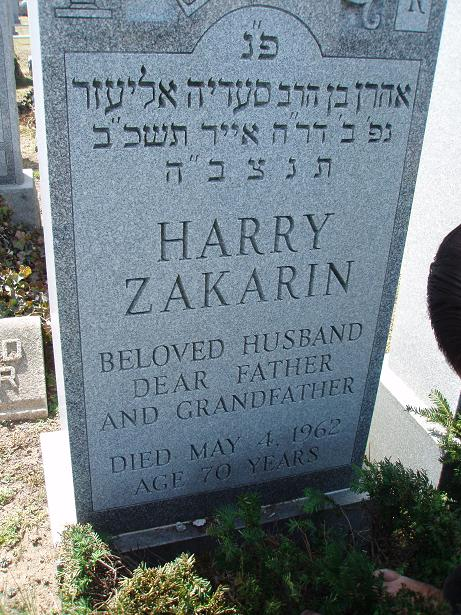 פ״נ
אהרן בן הרב סעדיה אליעזר
נפ׳ ב׳ דר״ח אייר תשכ״ב
ת נ צ ב״ ה
HARRY
ZAKARIN
BELOVED HUSBAND
DEAR FATHER
AND GRANDFATHER
DIED MAY 4, 1962
AGE 70 YEARS